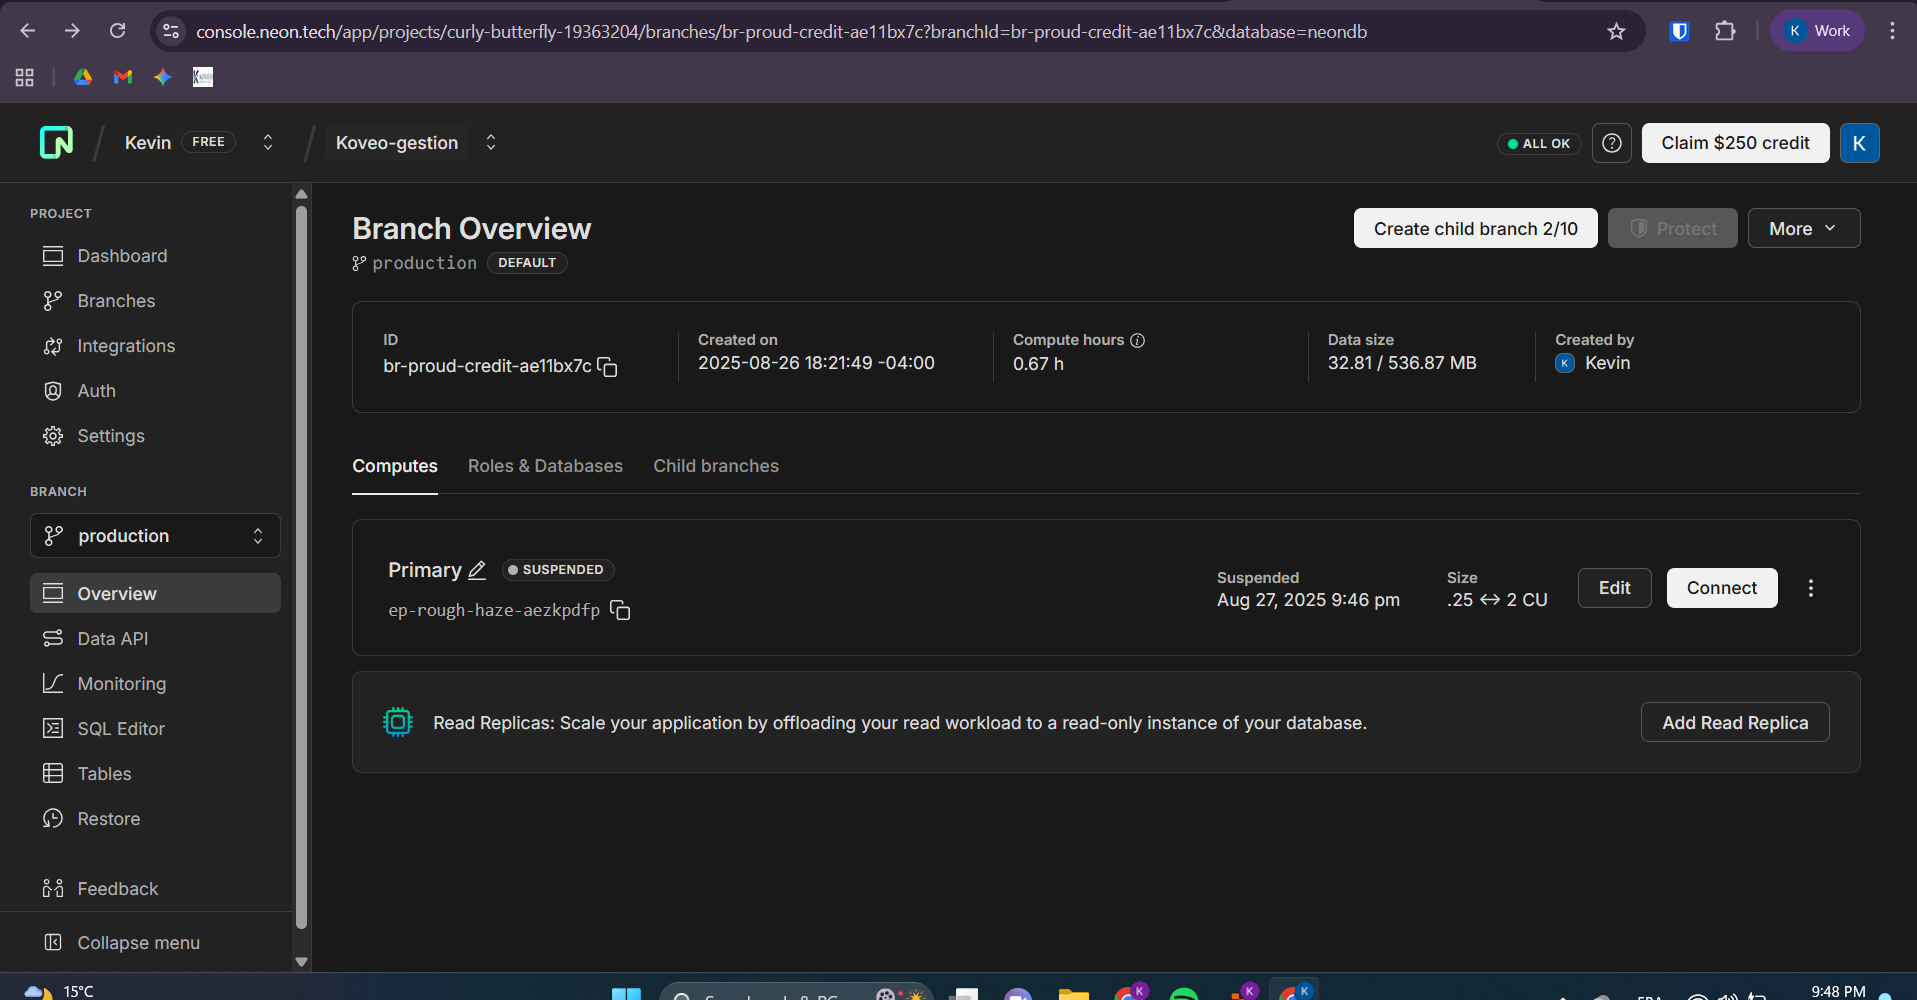 console.neon.tech/app/projects/curly-butterfly-19363204/branches/br-proud-credit-ae11bx7c?branchId=br-proud-credit-ae11bx7c&database=neondb
K Work
Kevin FREE
Koveo-gestion
ALL OK
Claim $250 credit
K
PROJECT
Dashboard
Branches
Integrations
Auth
Settings
BRANCH
production
Overview
Data API
Monitoring
SQL Editor
Tables
Restore
Feedback
Collapse menu
Branch Overview
production DEFAULT
Create child branch 2/10
Protect
More
ID
br-proud-credit-ae11bx7c
Created on
2025-08-26 18:21:49 -04:00
Compute hours
0.67 h
Data size
32.81 / 536.87 MB
Created by
K Kevin
Computes
Roles & Databases
Child branches
Primary SUSPENDED
ep-rough-haze-aezkpdfp
Suspended
Aug 27, 2025 9:46 pm
Size
.25 ↔ 2 CU
Edit
Connect
Read Replicas: Scale your application by offloading your read workload to a read-only instance of your database.
Add Read Replica
15°C
K
K
K
9:48 PM